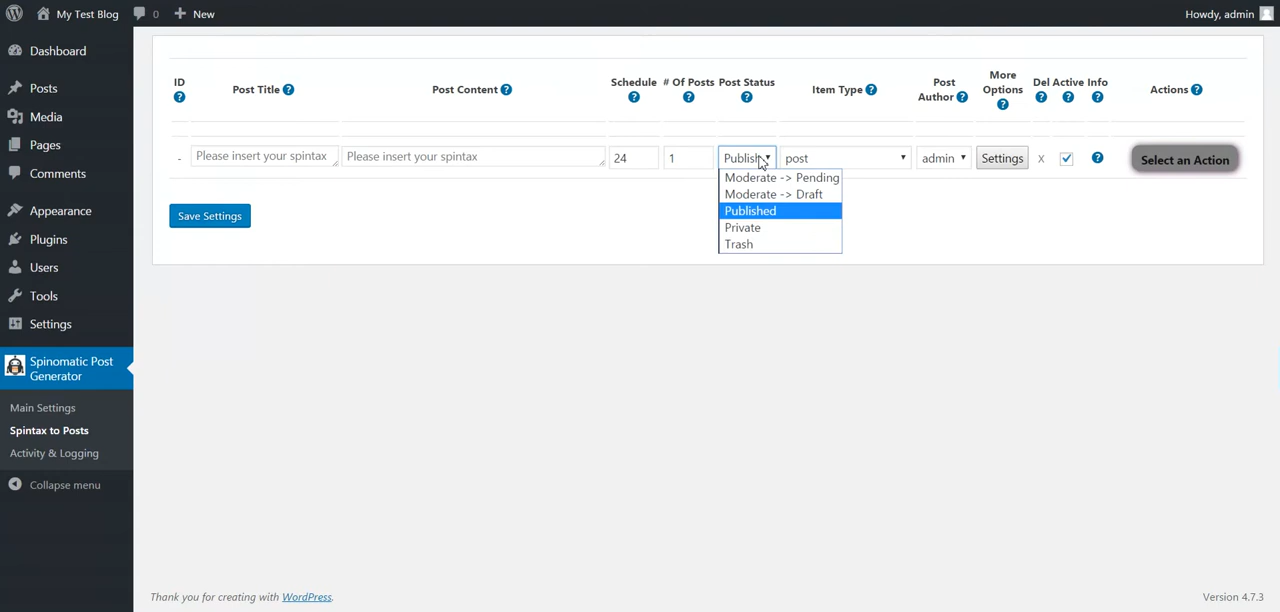 My Test Blog 0 New Howdy, admin
Dashboard
Posts
Media
Pages
Comments
Appearance
Plugins
Users
Tools
Settings
Spinomatic Post
Generator
Main Settings
Spintax to Posts
Activity & Logging
Collapse menu
ID Post Title ? Post Content ? Schedule # Of Posts Post Status Item Type ? Post Author ? More Options Del Active Info Actions ?
- Please insert your spintax Please insert your spintax 24 1 Publish post admin Settings X Select an Action
Moderate -> Pending
Moderate -> Draft
Published
Private
Trash
Save Settings
Thank you for creating with WordPress. Version 4.7.3